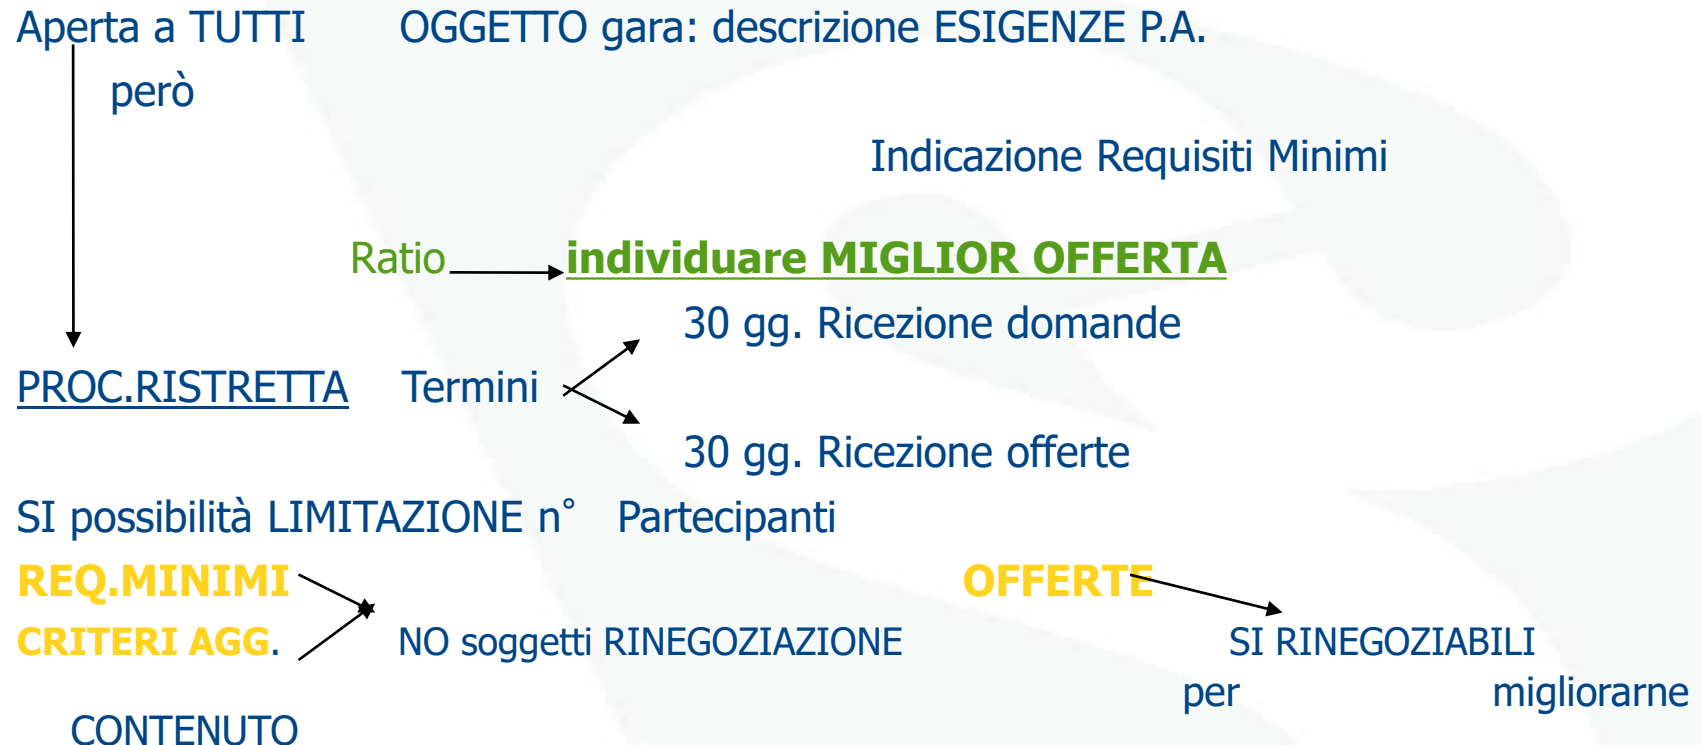 Aperta a TUTTI OGGETTO gara: descrizione ESIGENZE P.A.
però
Indicazione Requisiti Minimi
Ratio individuare MIGLIOR OFFERTA
30 gg. Ricezione domande
PROC.RISTRETTA Termini
30 gg. Ricezione offerte
SI possibilità LIMITAZIONE n° Partecipanti
REQ.MINIMI OFFERTE
CRITERI AGG. NO soggetti RINEGOZIAZIONE SI RINEGOZIABILI
per migliorarne
CONTENUTO